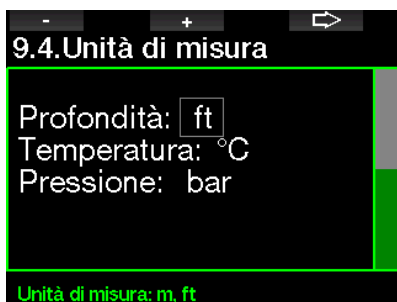 - +
9.4.Unità di misura
Profondità: ft
Temperatura: °C
Pressione: bar
Unità di misura: m, ft